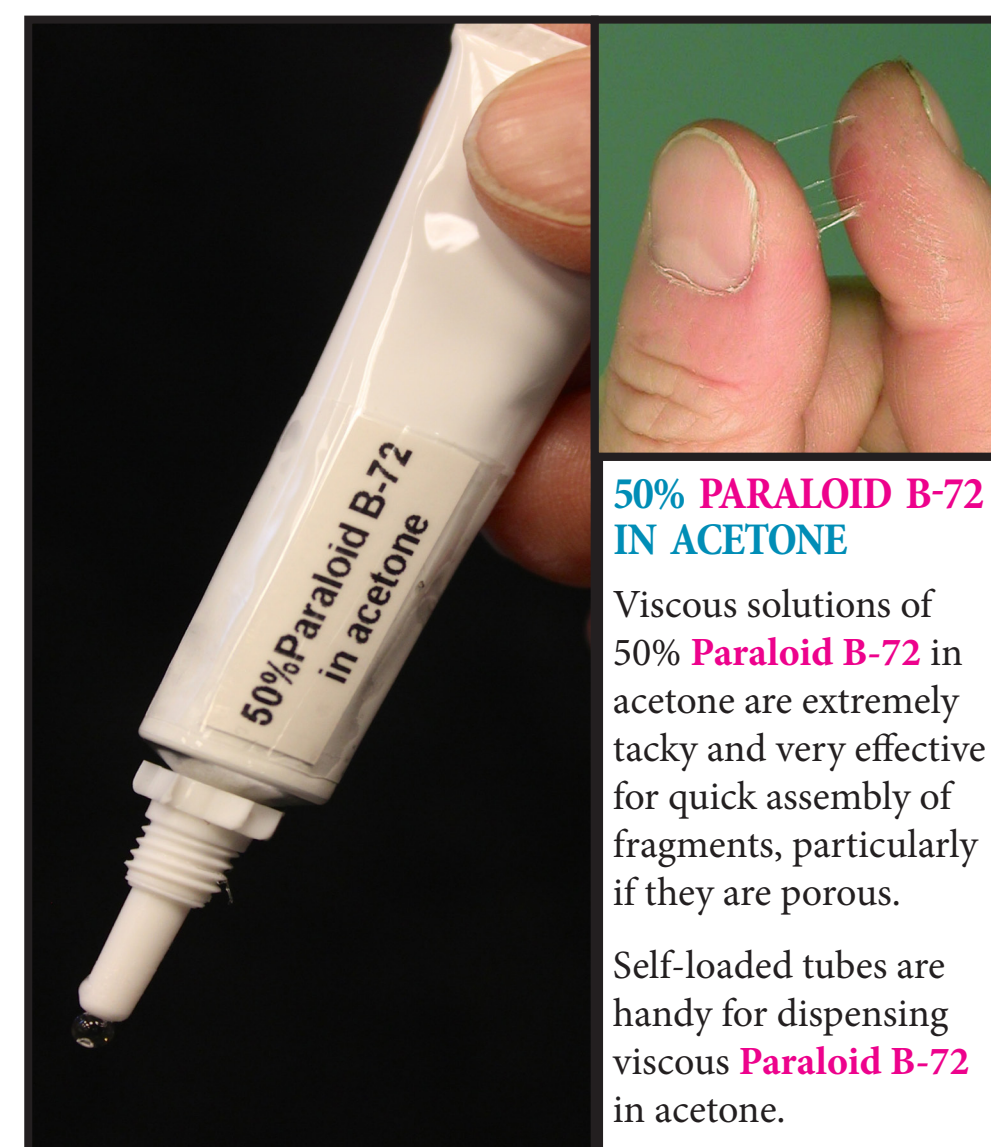 50%Paraloid B-72
in acetone
50% PARALOID B-72
IN ACETONE
Viscous solutions of
50% Paraloid B-72 in
acetone are extremely
tacky and very effective
for quick assembly of
fragments, particularly
if they are porous.
Self-loaded tubes are
handy for dispensing
viscous Paraloid B-72
in acetone.